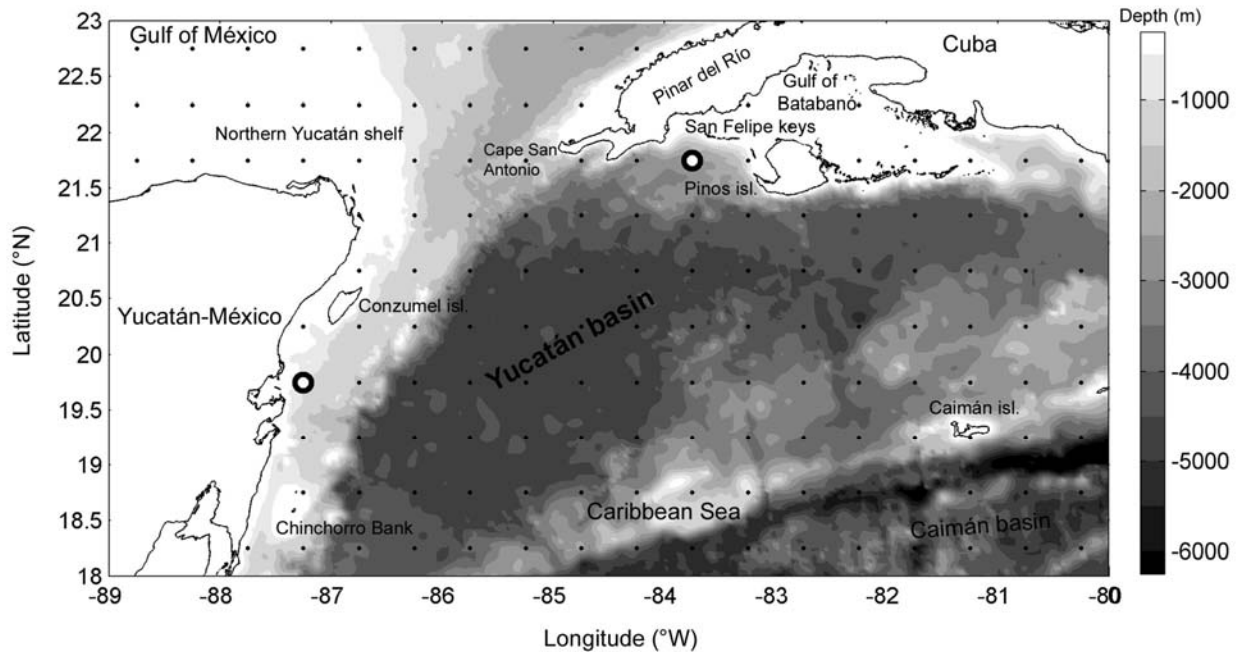 Depth (m)
23
Gulf of México
Cuba
22.5
Pinar del Río
Gulf of
Batabanó
-1000
22
Northern Yucatán shelf
San Felipe keys
Cape San
Antonio
-2000
21.5
Pinos isl.
21
-3000
20.5
Conzumel isl.
Yucatán-México
Yucatán basin
20
-4000
19.5
Caimán isl.
19
-5000
18.5
Chinchorro Bank
Caribbean Sea
Caimán basin
-6000
18
-89 -88 -87 -86 -85 -84 -83 -82 -81 -80
Latitude (°N)
Longitude (°W)